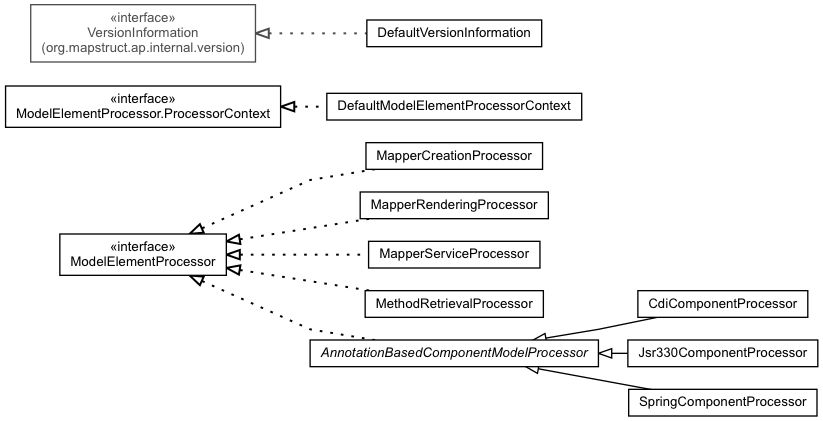 «interface»
VersionInformation
(org.mapstruct.ap.internal.version)
DefaultVersionInformation
«interface»
ModelElementProcessor.ProcessorContext
DefaultModelElementProcessorContext
MapperCreationProcessor
MapperRenderingProcessor
«interface»
ModelElementProcessor
MapperServiceProcessor
MethodRetrievalProcessor
CdiComponentProcessor
AnnotationBasedComponentModelProcessor
Jsr330ComponentProcessor
SpringComponentProcessor